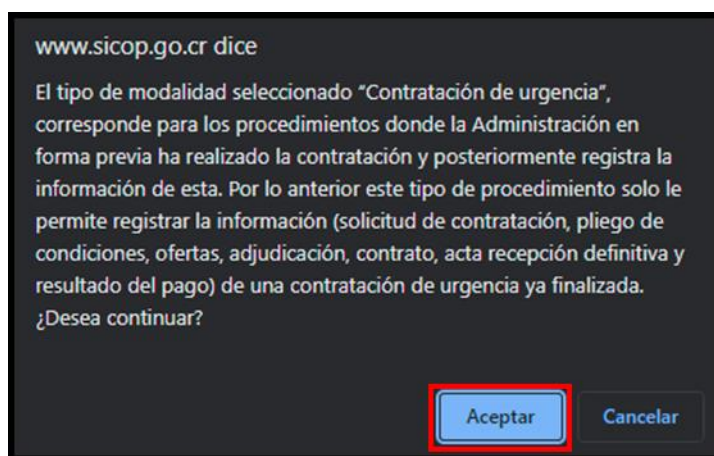 www.sicop.go.cr dice
El tipo de modalidad seleccionado "Contratación de urgencia",
corresponde para los procedimientos donde la Administración en
forma previa ha realizado la contratación y posteriormente registra la
información de esta. Por lo anterior este tipo de procedimiento solo le
permite registrar la información (solicitud de contratación, pliego de
condiciones, ofertas, adjudicación, contrato, acta recepción definitiva y
resultado del pago) de una contratación de urgencia ya finalizada.
¿Desea continuar?
Aceptar
Cancelar